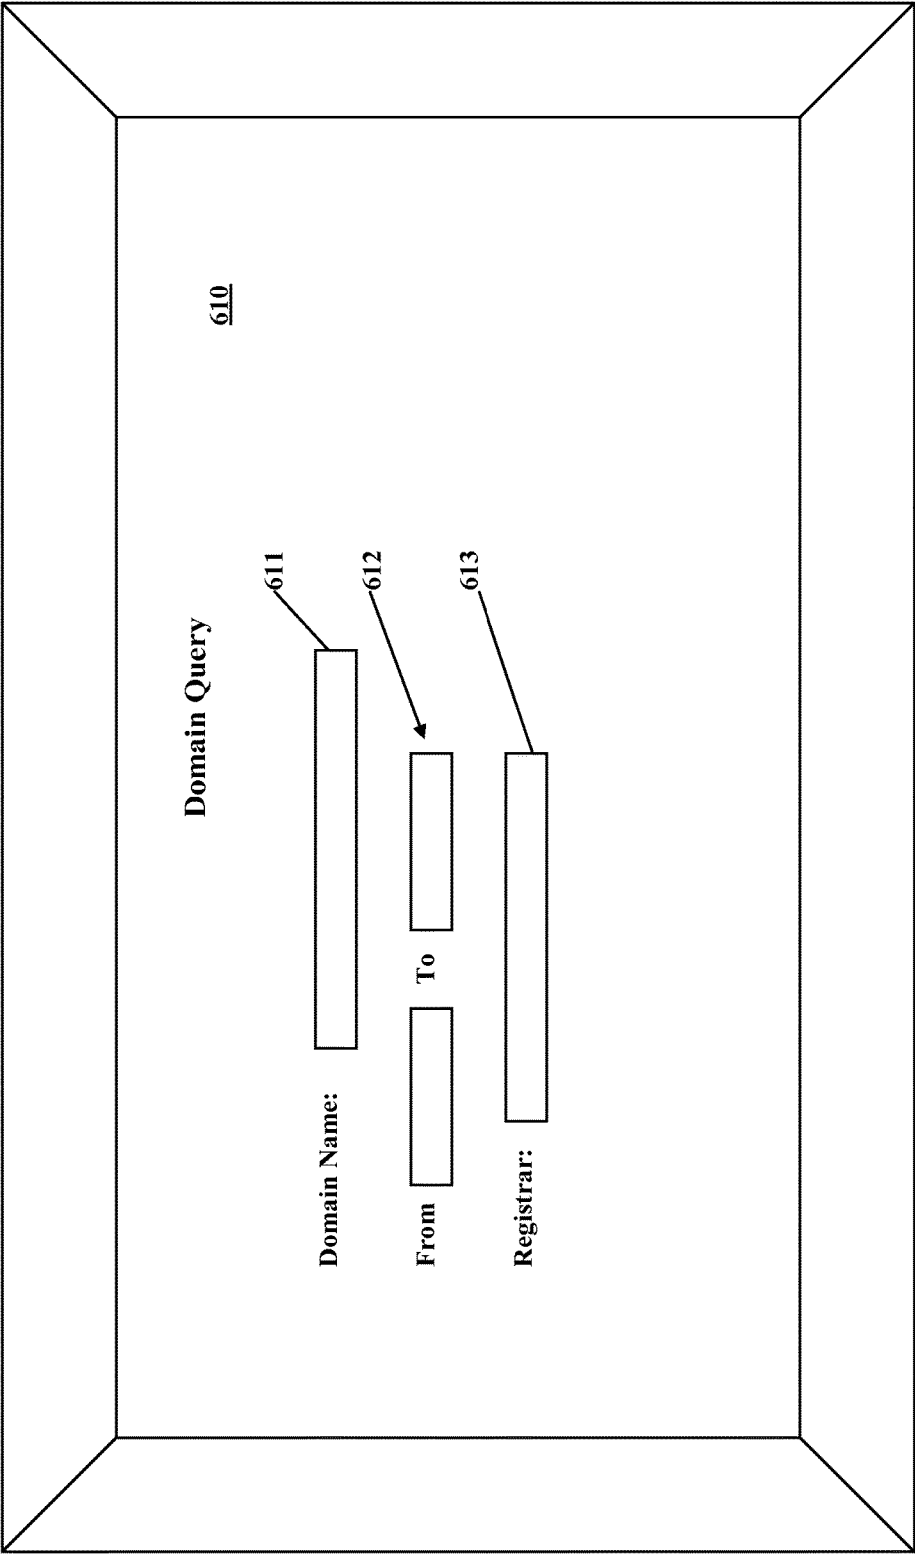 Domain Query
610
611
Domain Name:
612
From To
613
Registrar: